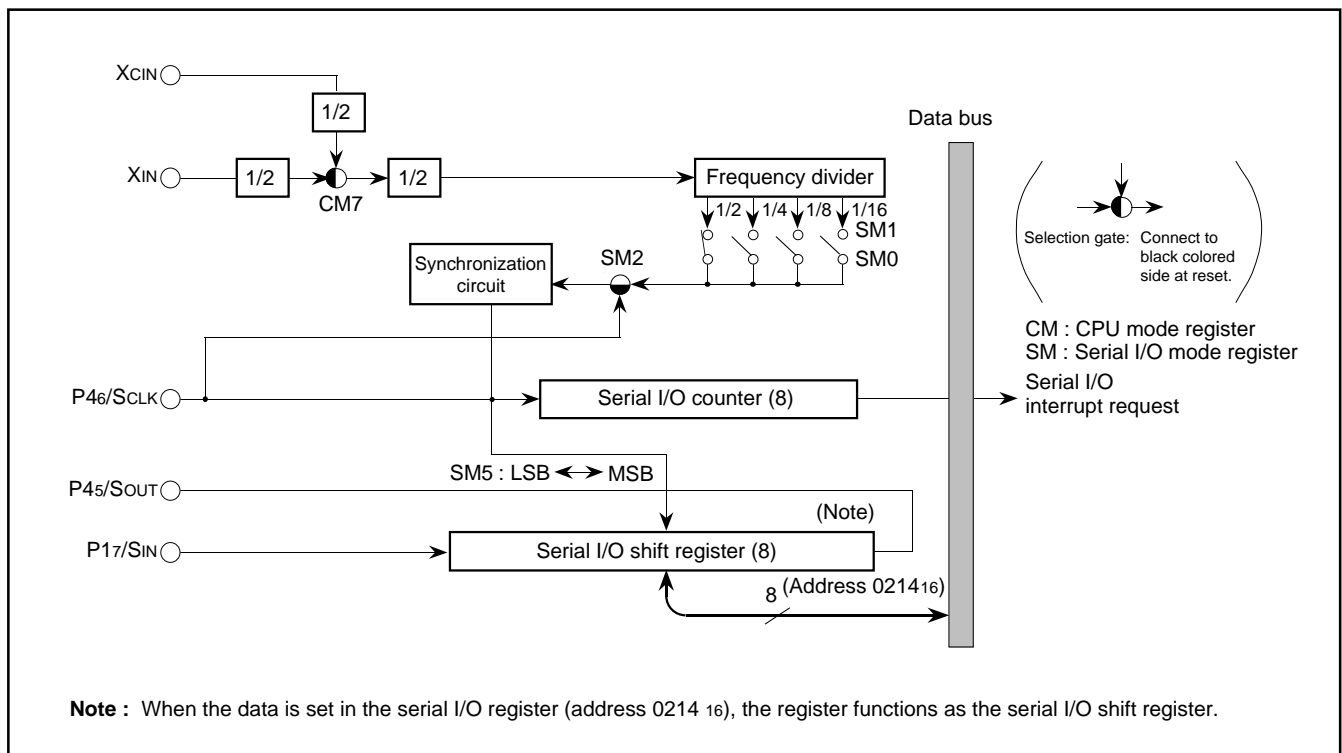 XCIN
1/2
Data bus
XIN
1/2
1/2
Frequency divider
CM7
1/2
1/4
1/8
1/16
SM1
SM0
Selection gate: Connect to
black colored
side at reset.
Synchronization
circuit
SM2
CM : CPU mode register
SM : Serial I/O mode register
P46/SCLK
Serial I/O counter (8)
Serial I/O
interrupt request
SM5 : LSB
MSB
P45/SOUT
(Note)
P17/SIN
Serial I/O shift register (8)
8
(Address 021416)
Note : When the data is set in the serial I/O register (address 0214 16), the register functions as the serial I/O shift register.